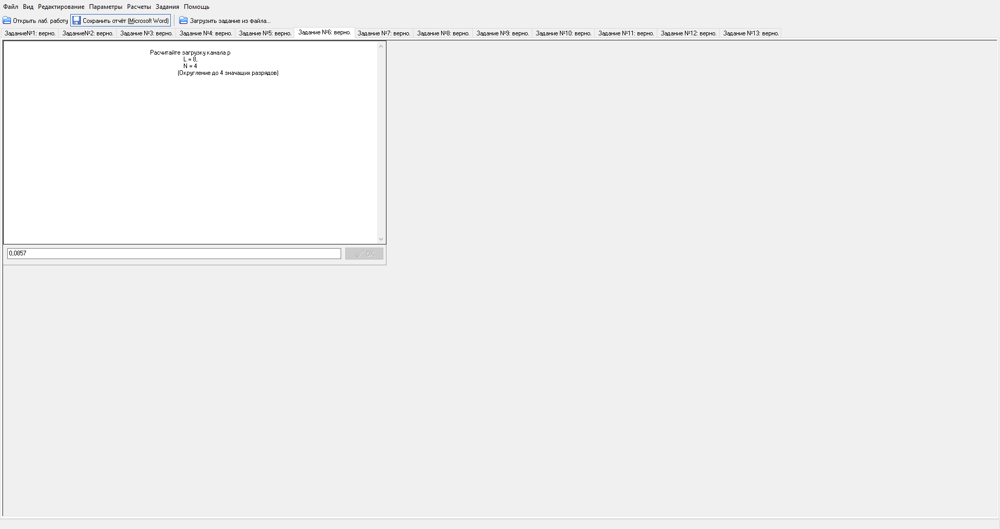 Файл Вид Редактирование Параметры Расчеты Задания Помощь
Открыть лаб. работу Сохранить отчёт (Microsoft Word) Загрузить задание из файла...
Задание№1: верно. Задание№2: верно. Задание №3: верно. Задание №4: верно. Задание №5: верно. Задание №6: верно. Задание №7: верно. Задание №8: верно. Задание №9: верно. Задание №10: верно. Задание №11: верно. Задание №12: верно. Задание №13: верно.
Расчитайте загрузку канала р
L = 8,
N = 4
(Округление до 4 значащих разрядов)
0,0857 OK